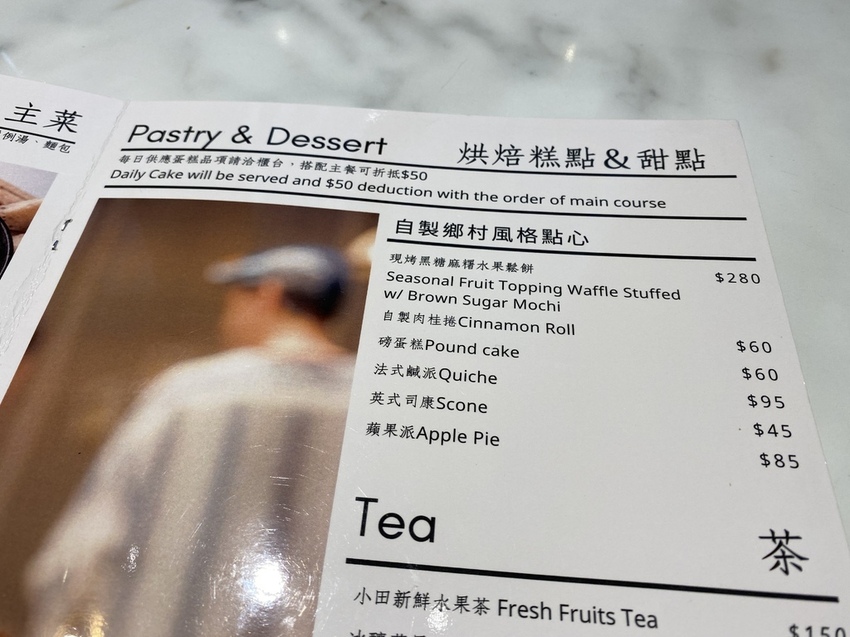 主菜
例湯、麵包
Pastry & Dessert 烘焙糕點&甜點
每日供應蛋糕品項請洽櫃台，搭配主餐可折抵$50
Daily Cake will be served and $50 deduction with the order of main course
自製鄉村風格點心
現烤黑糖麻糬水果鬆餅 $280
Seasonal Fruit Topping Waffle Stuffed
w/ Brown Sugar Mochi
自製肉桂捲Cinnamon Roll $60
磅蛋糕Pound cake $60
法式鹹派Quiche $95
英式司康Scone $45
蘋果派Apple Pie $85
Tea 茶
小田新鮮水果茶 Fresh Fruits Tea $150